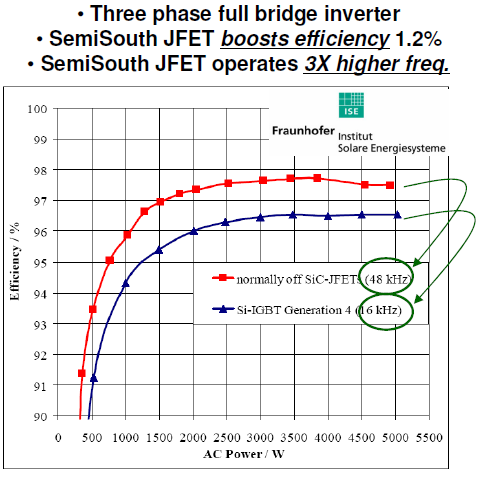 • Three phase full bridge inverter
• SemiSouth JFET boosts efficiency 1.2%
• SemiSouth JFET operates 3X higher freq.
ISE
Fraunhofer Institut
Solare Energiesysteme
100
99
98
97
96
95
94
93
92
91
90
Efficiency / %
normally off SiC-JFETs (48 kHz)
Si-IGBT Generation 4 (16 kHz)
0 500 1000 1500 2000 2500 3000 3500 4000 4500 5000 5500
AC Power / W